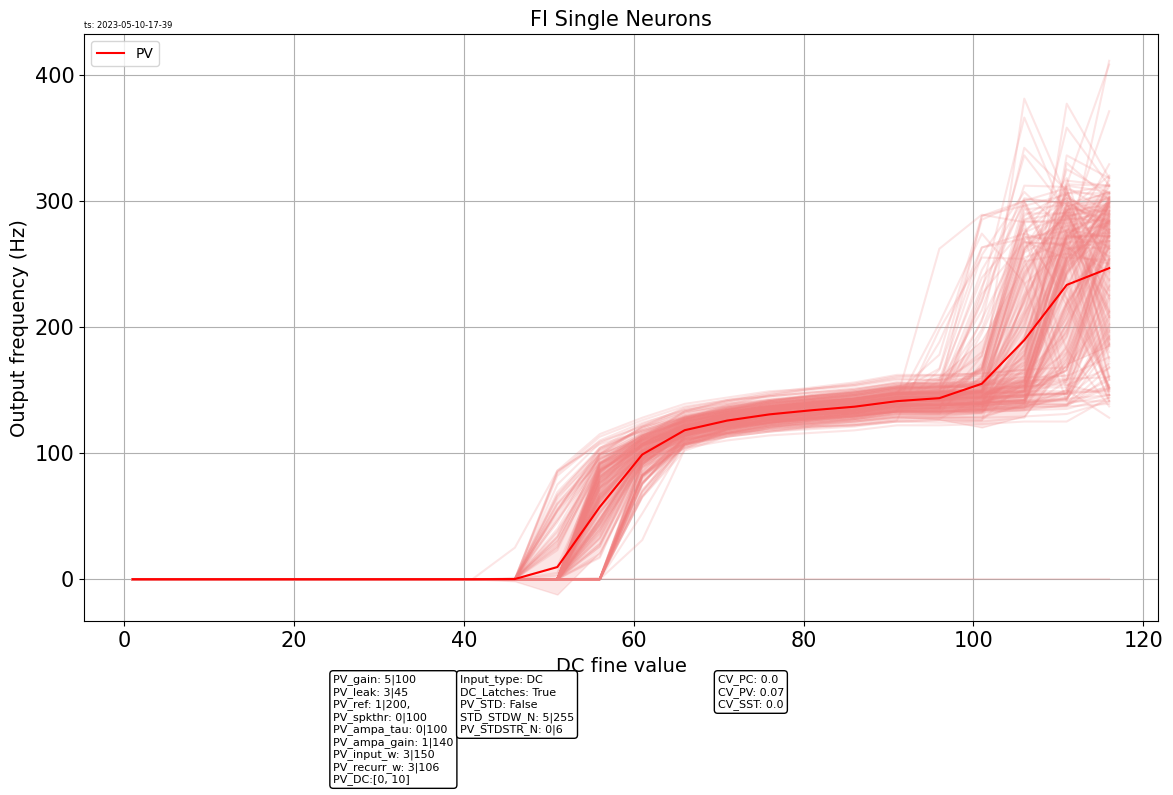 FI Single Neurons
ts: 2023-05-10-17-39
PV
400
300
200
100
0
Output frequency (Hz)
0 20 40 60 80 100 120
DC fine value
PV_gain: 5|100
PV_leak: 3|45
PV_ref: 1|200,
PV_spkthr: 0|100
PV_ampa_tau: 0|100
PV_ampa_gain: 1|140
PV_input_w: 3|150
PV_recurr_w: 3|106
PV_DC:[0, 10]
Input_type: DC
DC_Latches: True
PV_STD: False
STD_STDW_N: 5|255
PV_STDSTR_N: 0|6
CV_PC: 0.0
CV_PV: 0.07
CV_SST: 0.0